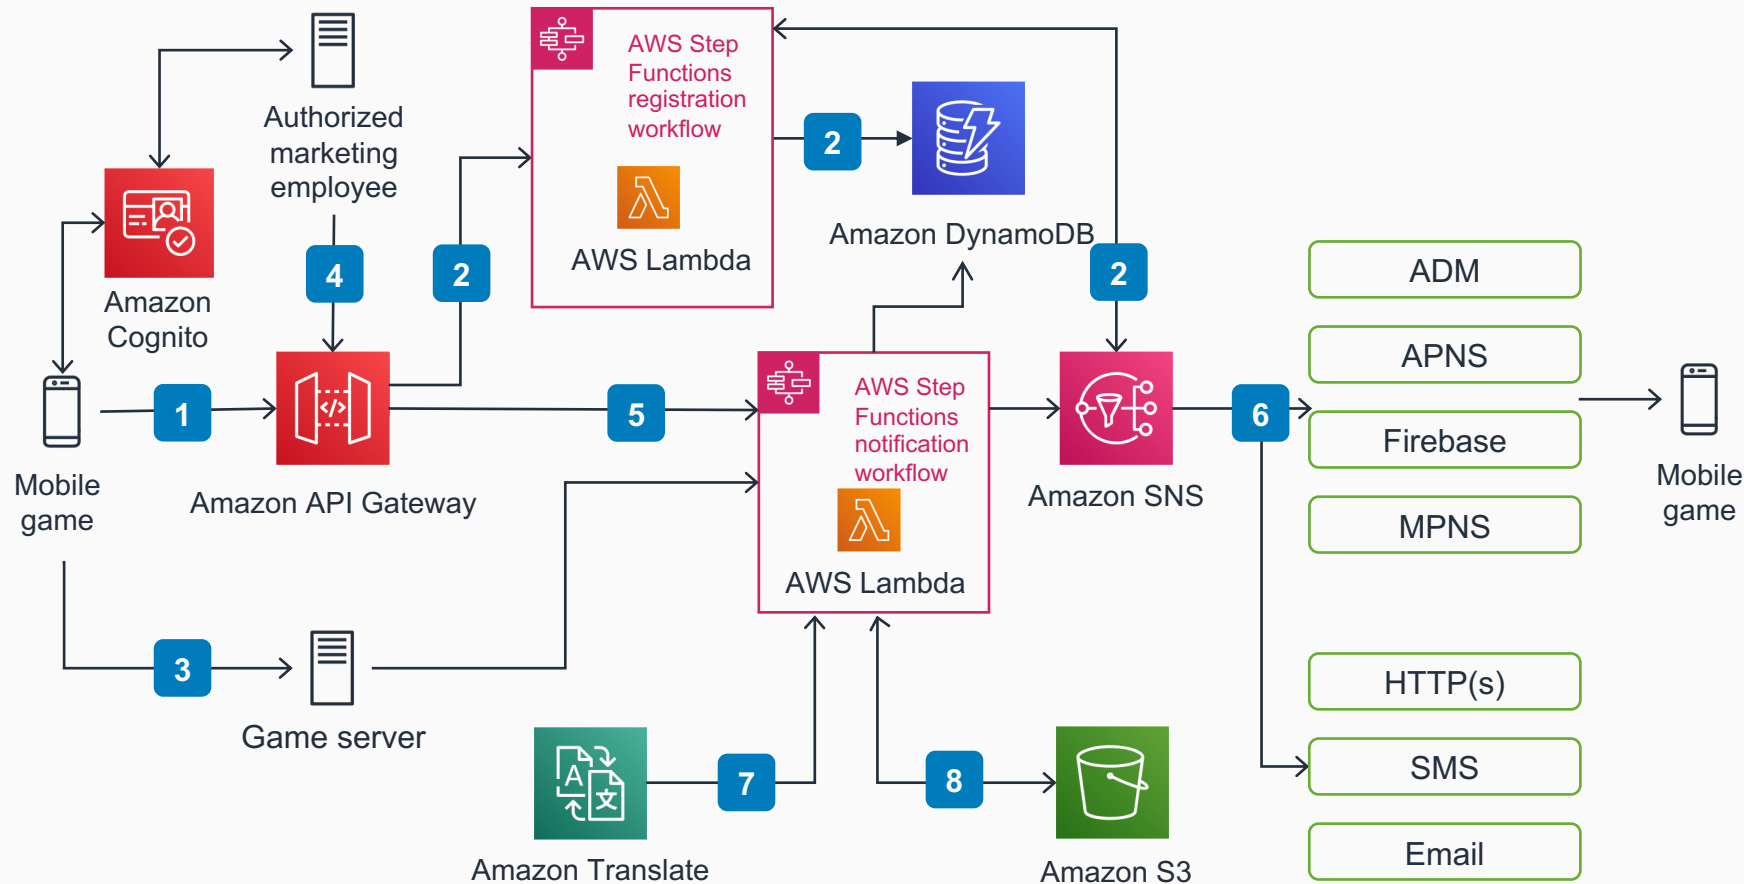 AWS Step
Functions
registration
workflow
AWS Lambda
Authorized
marketing
employee
2
Amazon DynamoDB
4
2
2
Amazon
Cognito
ADM
APNS
Firebase
MPNS
1
5
6
AWS Step
Functions
notification
workflow
AWS Lambda
Mobile
game
Amazon API Gateway
Amazon SNS
Mobile
game
3
Game server
HTTP(s)
SMS
Email
7
8
A
文
Amazon Translate
Amazon S3